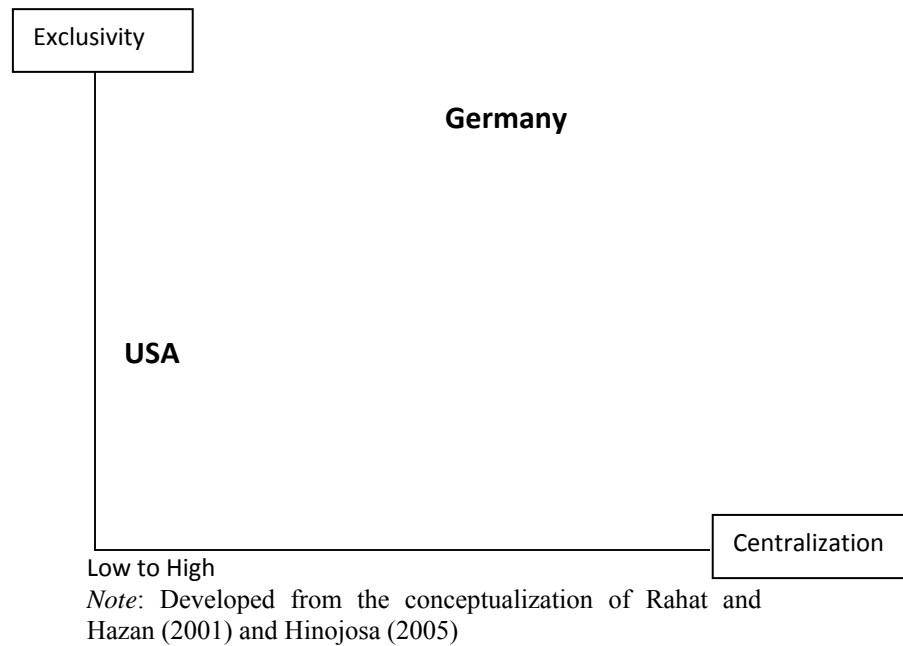 Exclusivity
Germany
USA
Centralization
Low to High
Note: Developed from the conceptualization of Rahat and
Hazan (2001) and Hinojosa (2005)